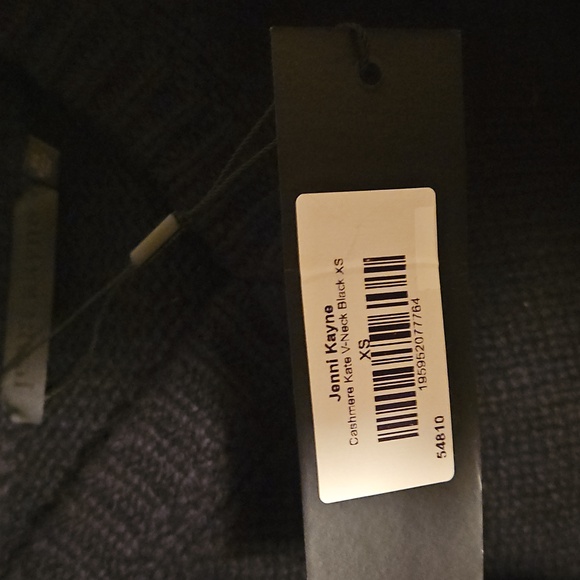 Jenni Kayne
Cashmere Kate V-Neck Black XS
XS
195952077764
54810